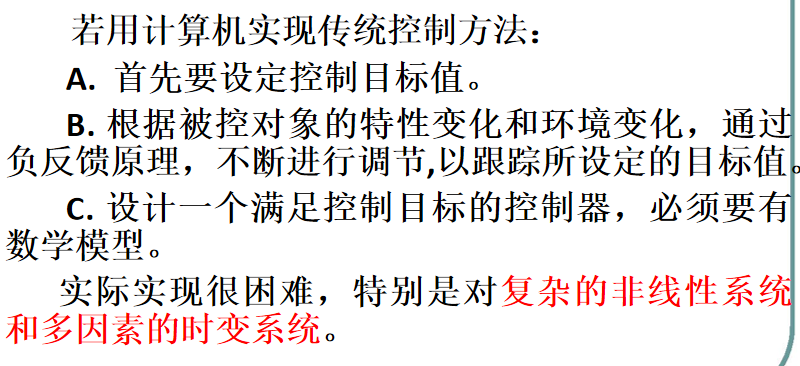 若用计算机实现传统控制方法：
A. 首先要设定控制目标值。
B. 根据被控对象的特性变化和环境变化，通过
负反馈原理，不断进行调节,以跟踪所设定的目标值。
C. 设计一个满足控制目标的控制器，必须要有
数学模型。
实际实现很困难，特别是对复杂的非线性系统
和多因素的时变系统。